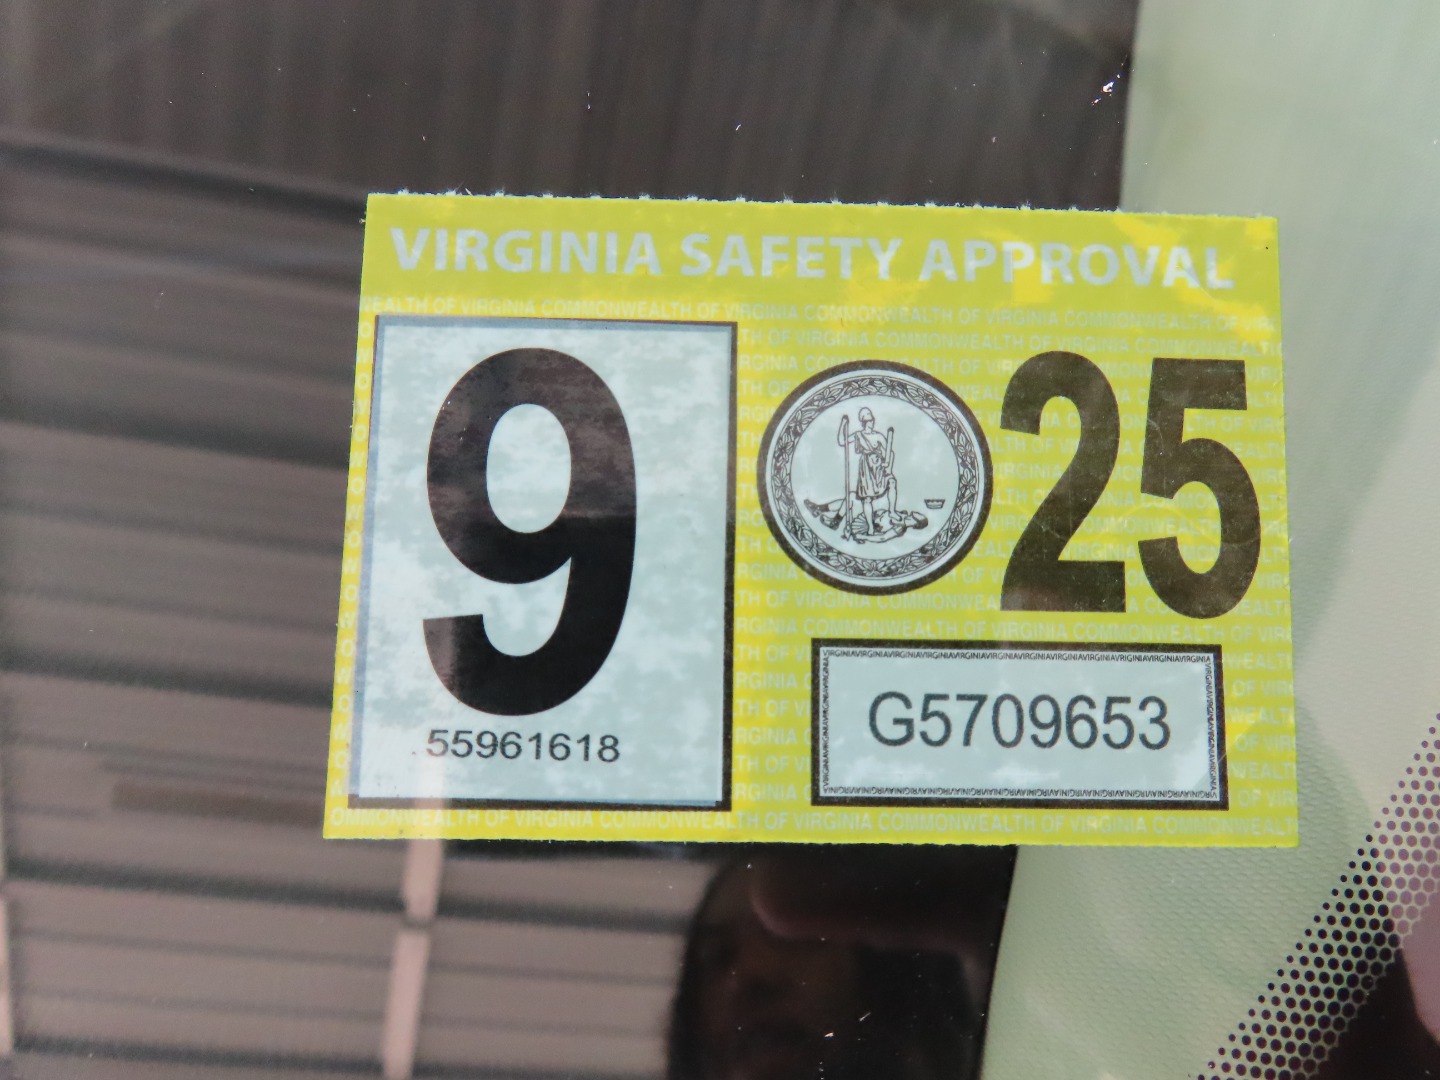 VIRGINIA SAFETY APPROVAL
9
25
55961618
G5709653